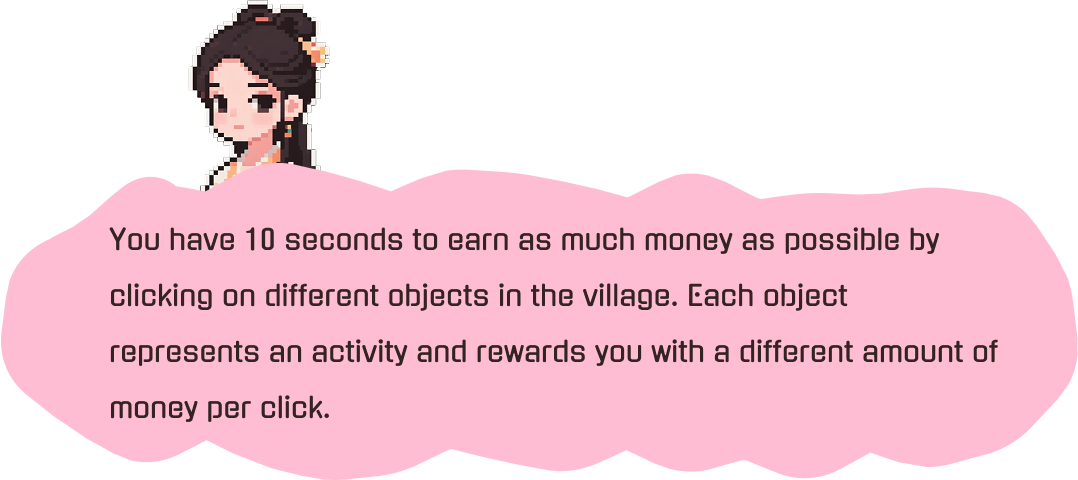 You have 10 seconds to earn as much money as possible by
clicking on different objects in the village. Each object
represents an activity and rewards you with a different amount of
money per click.